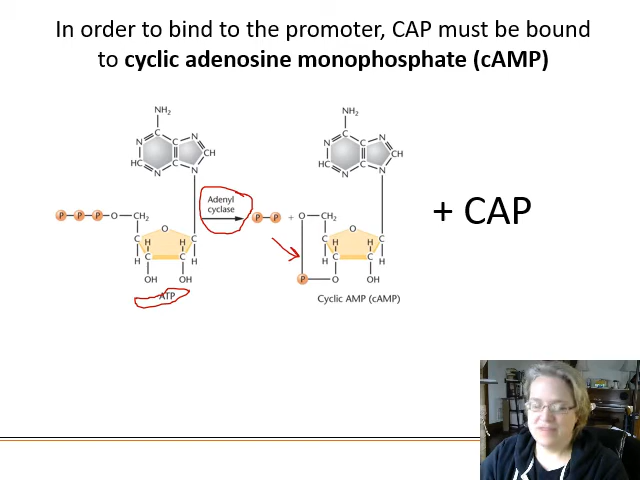 In order to bind to the promoter, CAP must be bound
to cyclic adenosine monophosphate (cAMP)
NH2 NH2
N C C N CH N C C N CH
HC N C N HC N C N
Adenyl
cyclase
P P P O CH2 P P + O CH2
+ CAP
C O C C O C
H H H H H H H H
C C C C
OH OH P O OH
ATP
Cyclic AMP (cAMP)